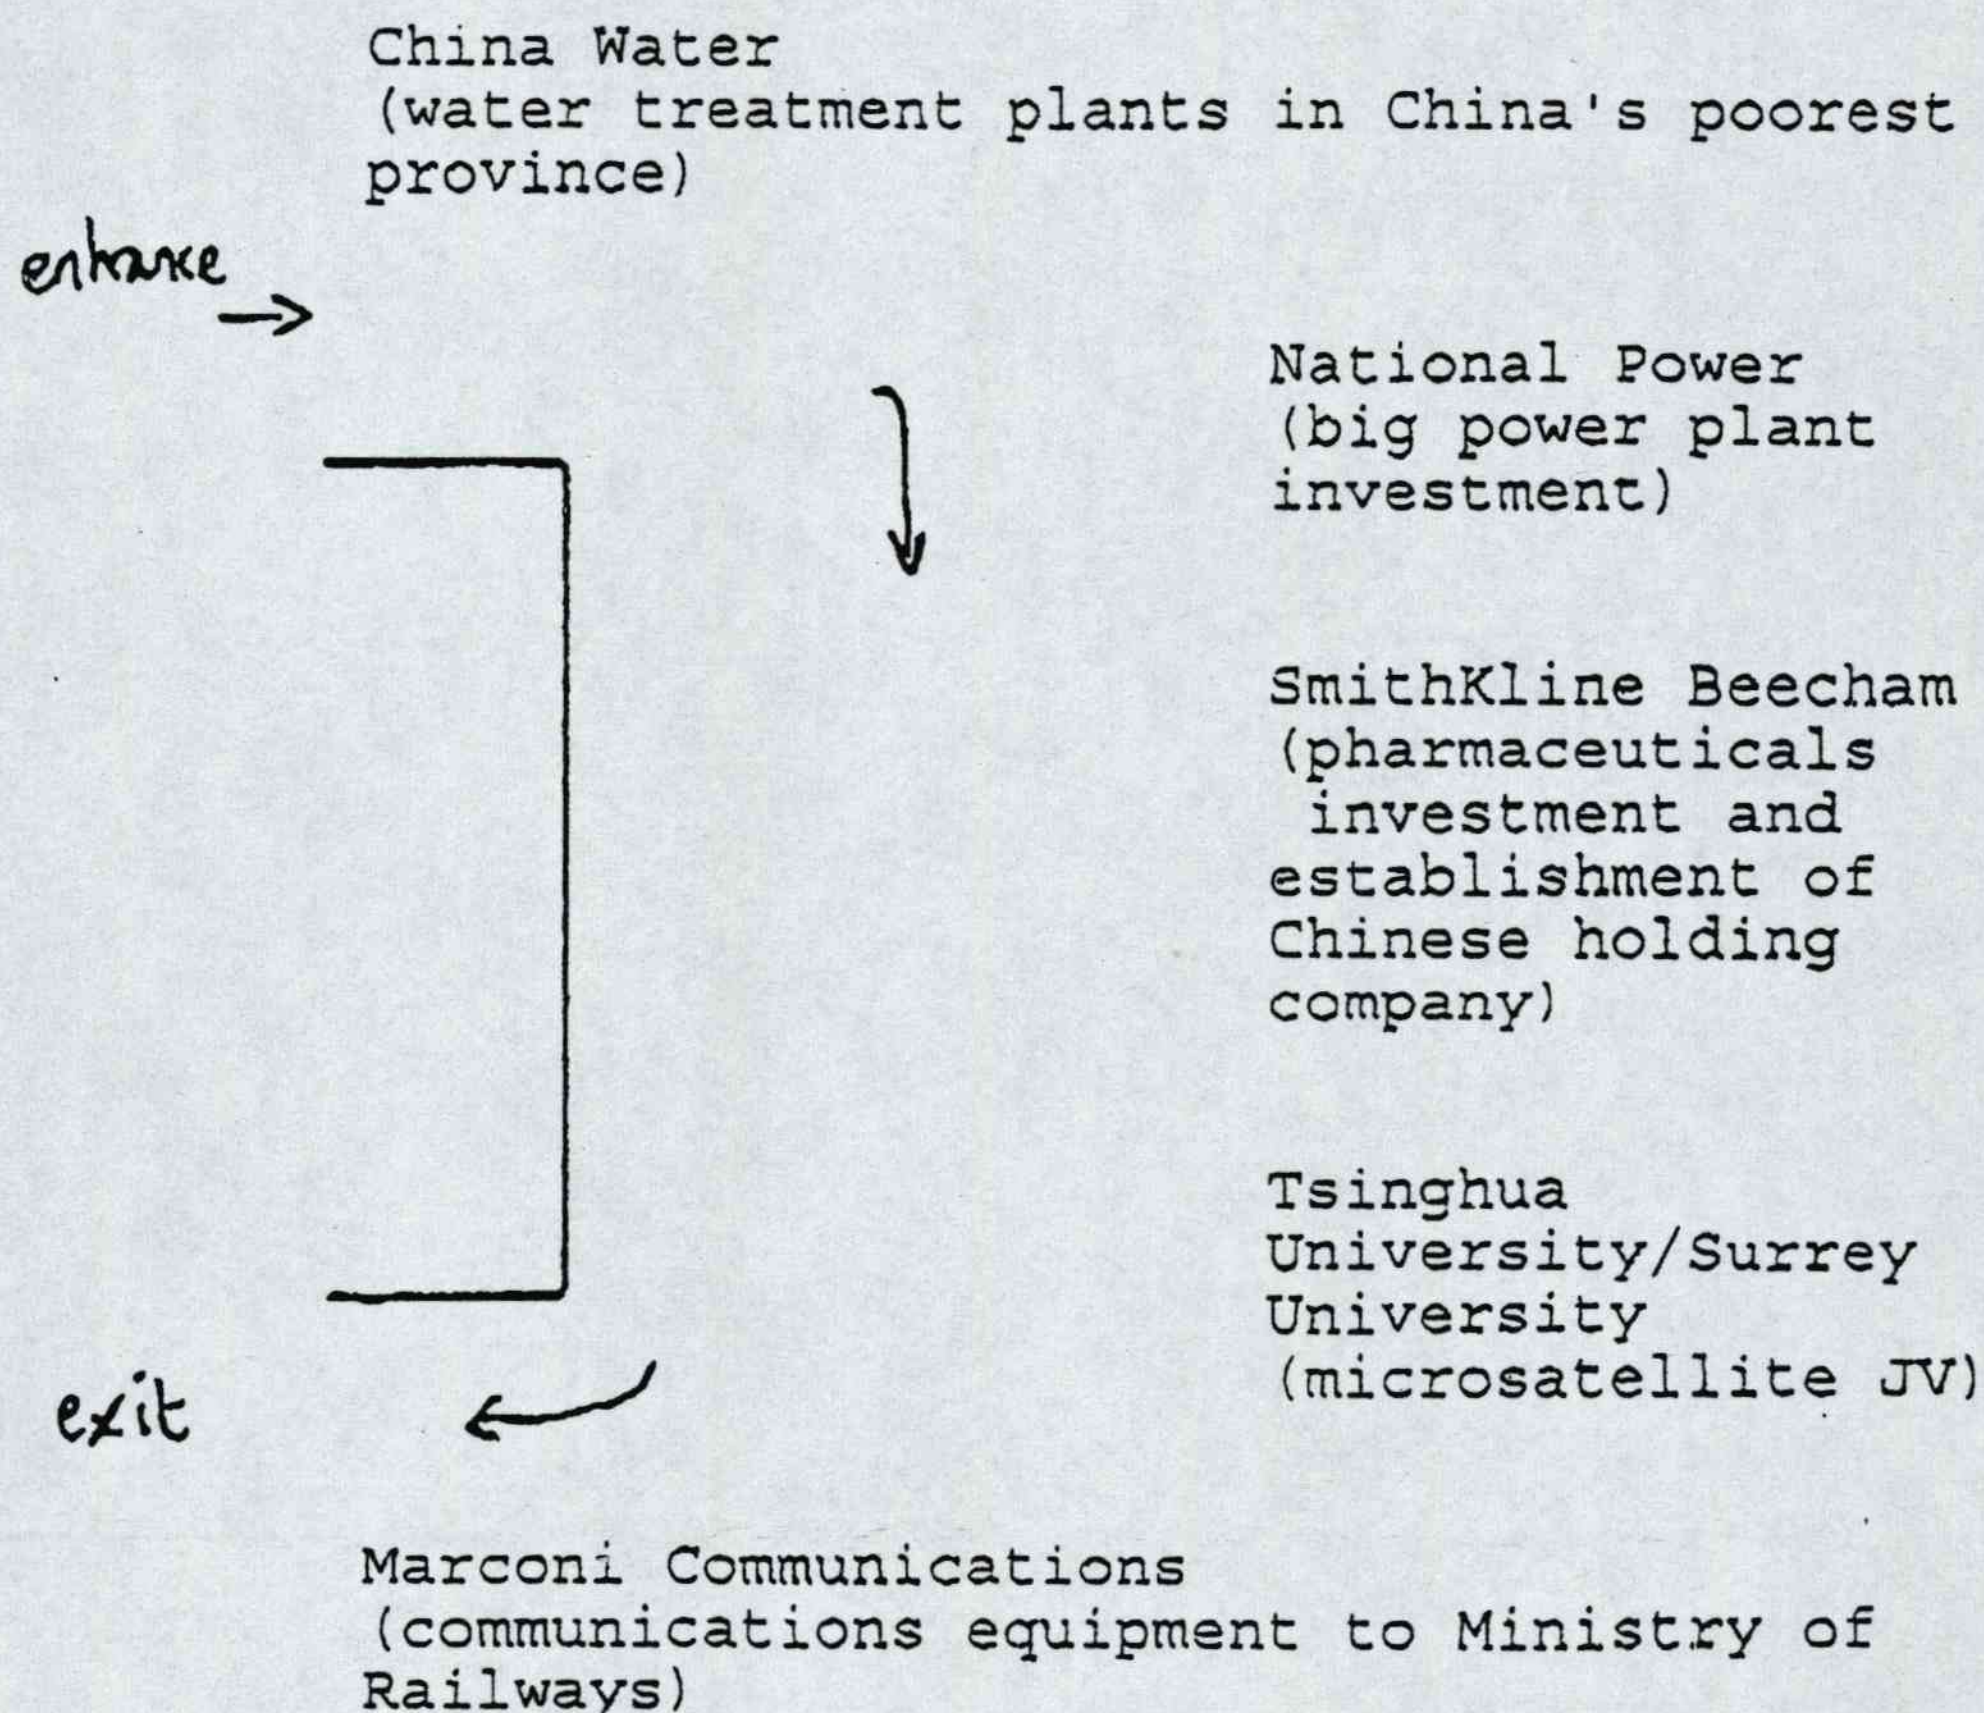 China Water
(water treatment plants in China's poorest
province)
entrance
National Power
(big power plant
investment)
SmithKline Beecham
(pharmaceuticals
investment and
establishment of
Chinese holding
company)
Tsinghua
University/Surrey
University
(microsatellite JV)
exit
Marconi Communications
(communications equipment to Ministry of
Railways)